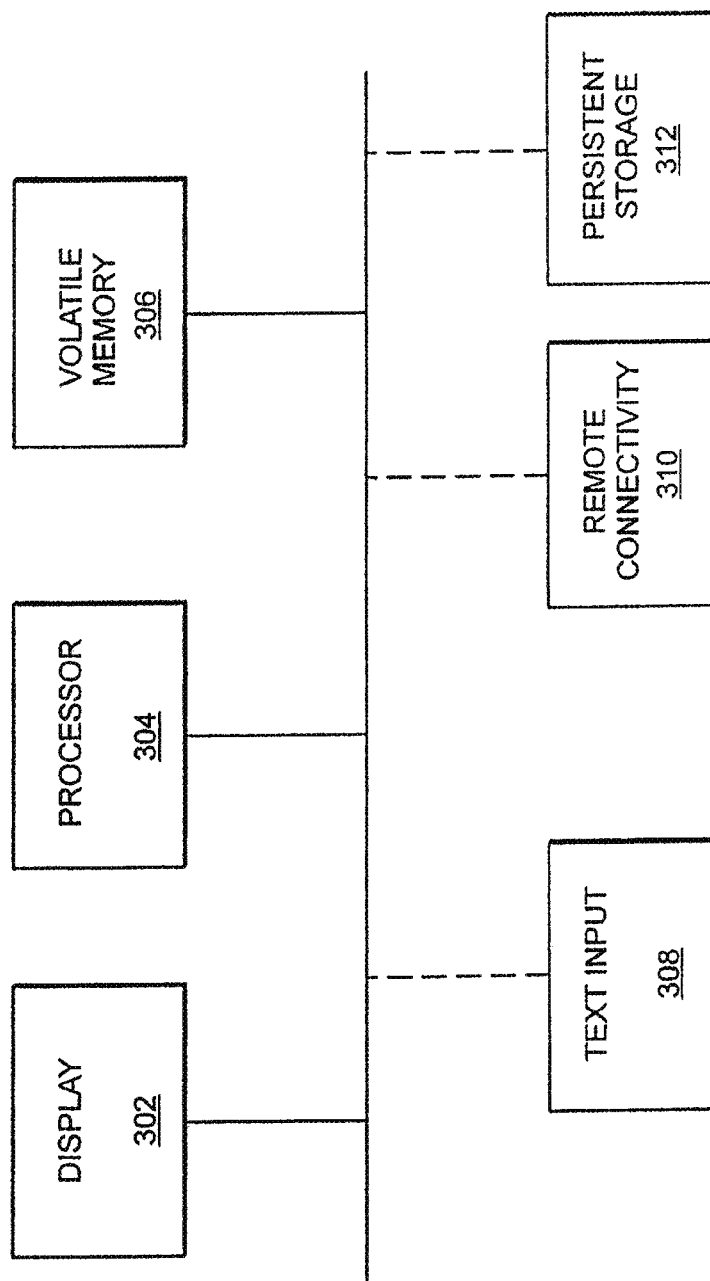 DISPLAY
302
PROCESSOR
304
VOLATILE
MEMORY
306
TEXT INPUT
308
REMOTE
CONNECTIVITY
310
PERSISTENT
STORAGE
312